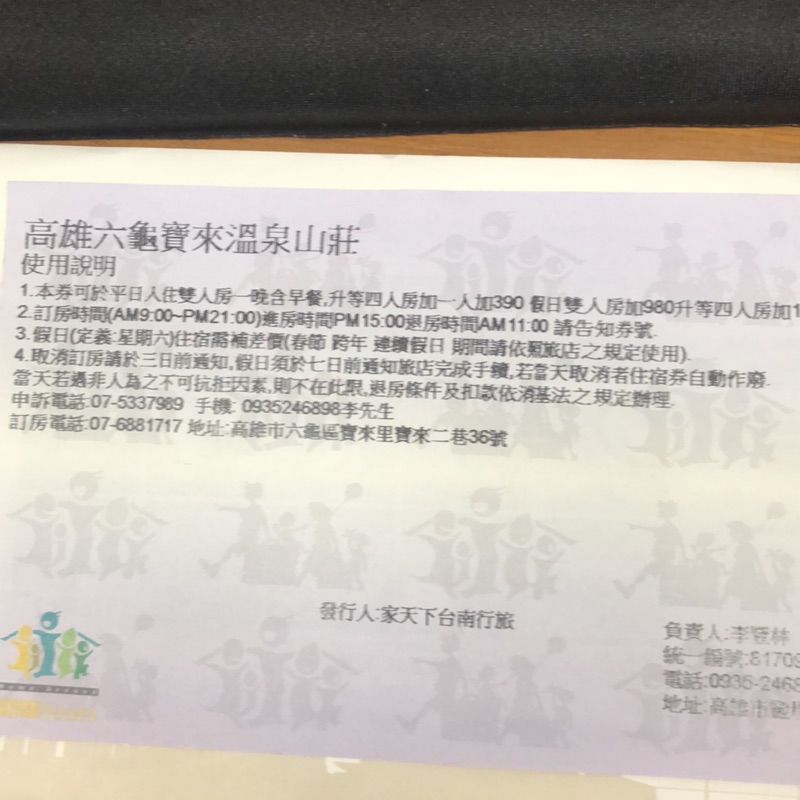 高雄六龜寶來溫泉山莊
使用說明
1.本券可於平日人住雙人房一晚含早餐,升等四人房加一人加390 假日雙人房加980升等四人房加1
2.訂房時間(AM9:00~PM21:00)進房時間PM15:00退房時間AM11:00 請告知券號.
3.假日(定義:星期六)住宿需補差價(春節 跨年 連續假日 期間請依照旅店之規定使用).
4.取消訂房請於三日前通知,假日須於七日前通知旅店完成手續,若當天取消者住宿券自動作廢.
當天若遇非人為之不可抗拒因素,則不在此限,退房條件及扣款依消基法之規定辦理.
申訴電話:07-5337989 手機: 0935246898李先生
訂房電話:07-6881717 地址:高雄市六龜區寶來里寶來二巷36號
發行人:家天下台南行旅
負責人:李
統一編號:81709
電話:0935-2468
地址:高雄市